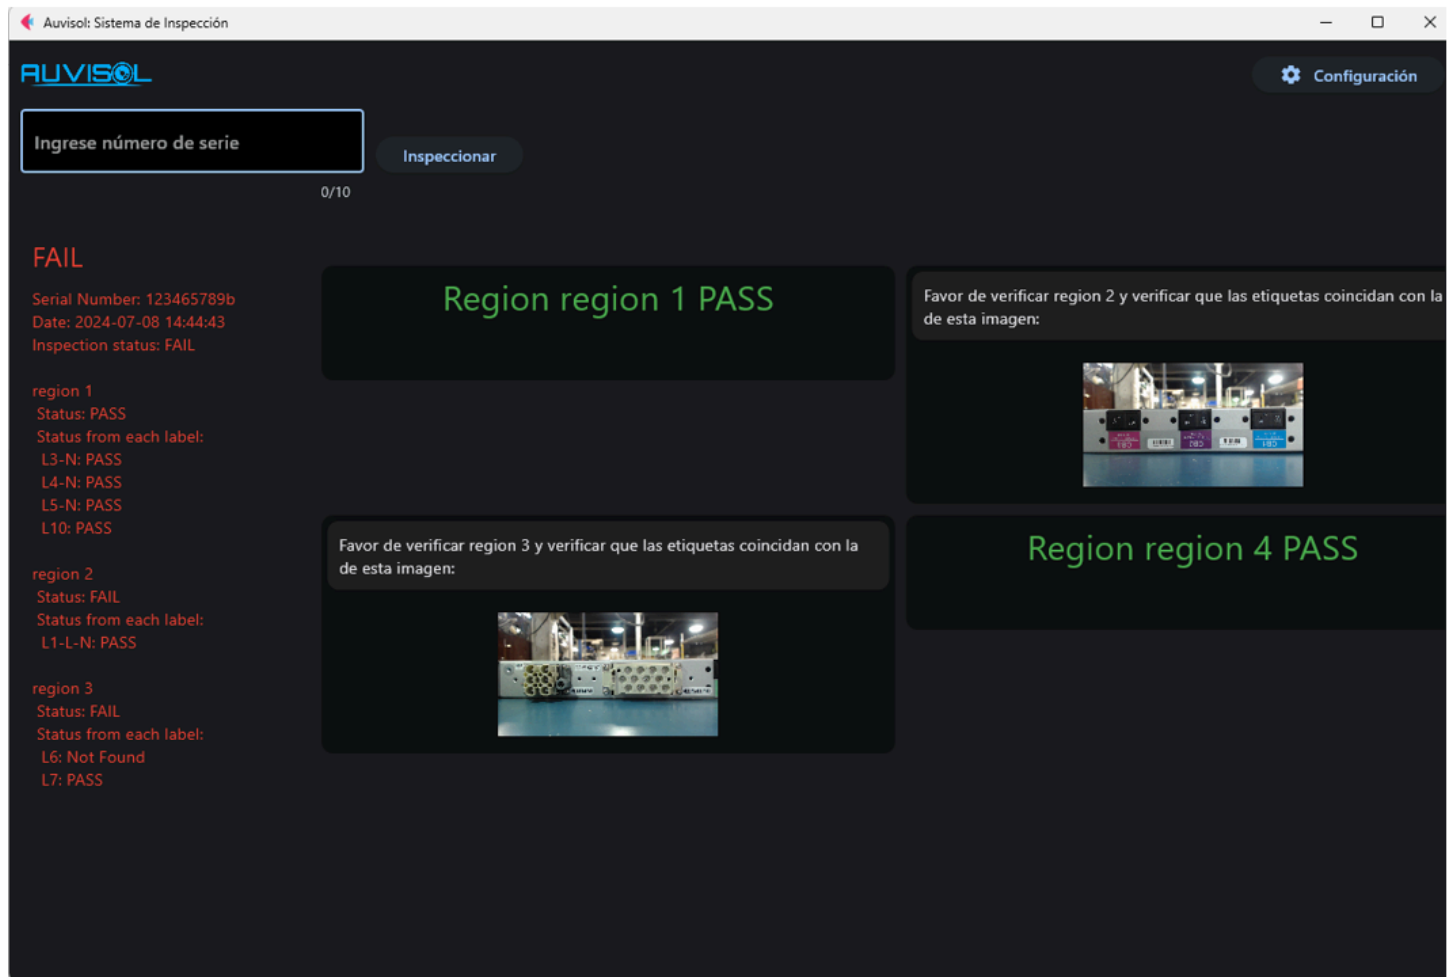 Auvisol: Sistema de Inspección
AUVISOL
Configuración
Ingrese número de serie
Inspeccionar
0/10
FAIL
Serial Number: 123465789b
Date: 2024-07-08 14:44:43
Inspection status: FAIL
region 1
Status: PASS
Status from each label:
L3-N: PASS
L4-N: PASS
L5-N: PASS
L10: PASS
region 2
Status: FAIL
Status from each label:
L1-L-N: PASS
region 3
Status: FAIL
Status from each label:
L6: Not Found
L7: PASS
Region region 1 PASS
Favor de verificar region 2 y verificar que las etiquetas coincidan con la
de esta imagen:
CB3
CB2
CB1
Favor de verificar region 3 y verificar que las etiquetas coincidan con la
de esta imagen:
Region region 4 PASS